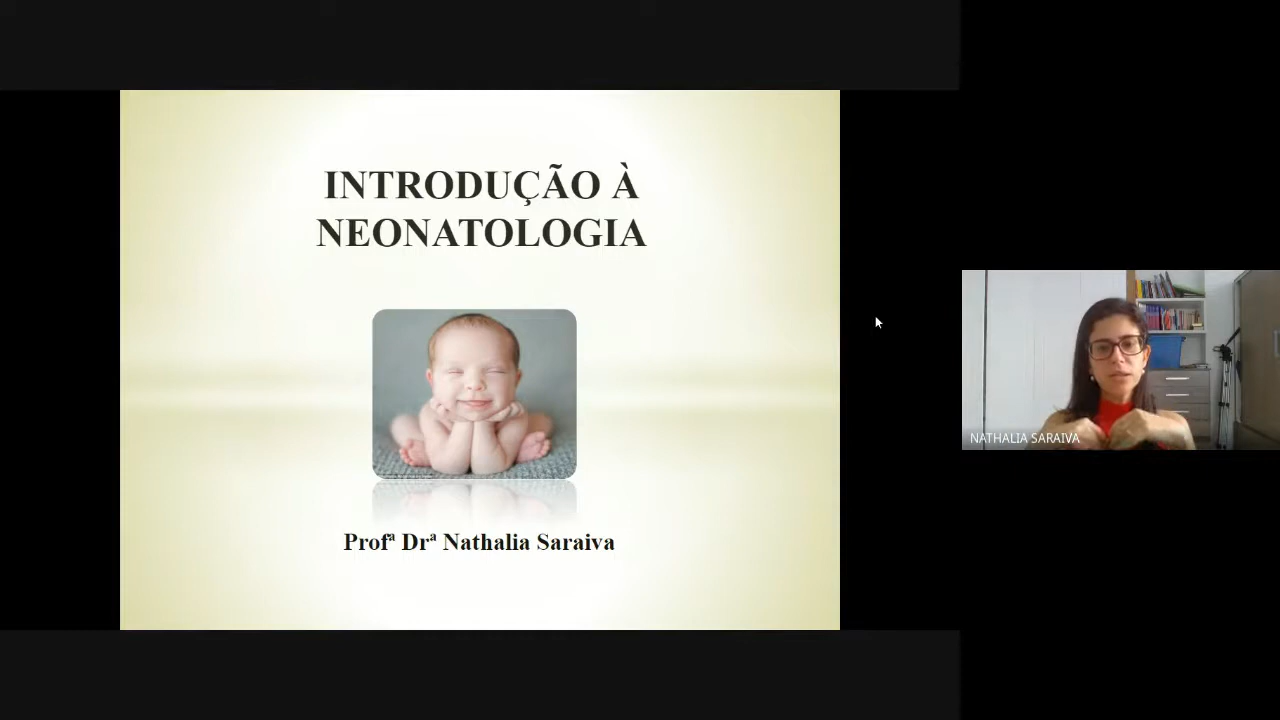 INTRODUÇÃO À
NEONATOLOGIA
Profª Drª Nathalia Saraiva
NATHALIA SARAIVA